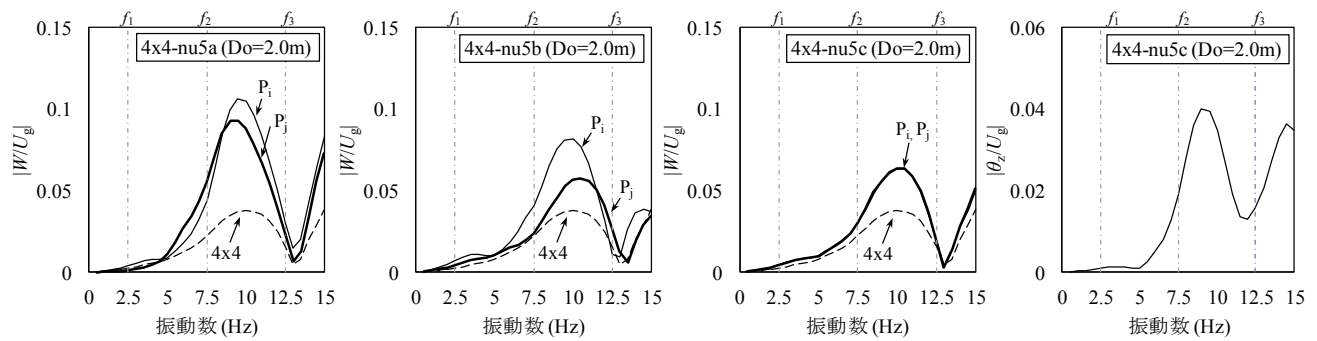 f1 f2 f3
4x4-nu5a (Do=2.0m)
|W/Ug|
0.15
0.1
0.05
0
Pi
Pj
4x4
0 2.5 5 7.5 10 12.5 15
振動数 (Hz)
f1 f2 f3
4x4-nu5b (Do=2.0m)
|W/Ug|
0.15
0.1
0.05
0
Pi
Pj
4x4
0 2.5 5 7.5 10 12.5 15
振動数 (Hz)
f1 f2 f3
4x4-nu5c (Do=2.0m)
|W/Ug|
0.15
0.1
0.05
0
Pi, Pj
4x4
0 2.5 5 7.5 10 12.5 15
振動数 (Hz)
f1 f2 f3
4x4-nu5c (Do=2.0m)
|θz/Ug|
0.06
0.04
0.02
0
0 2.5 5 7.5 10 12.5 15
振動数 (Hz)